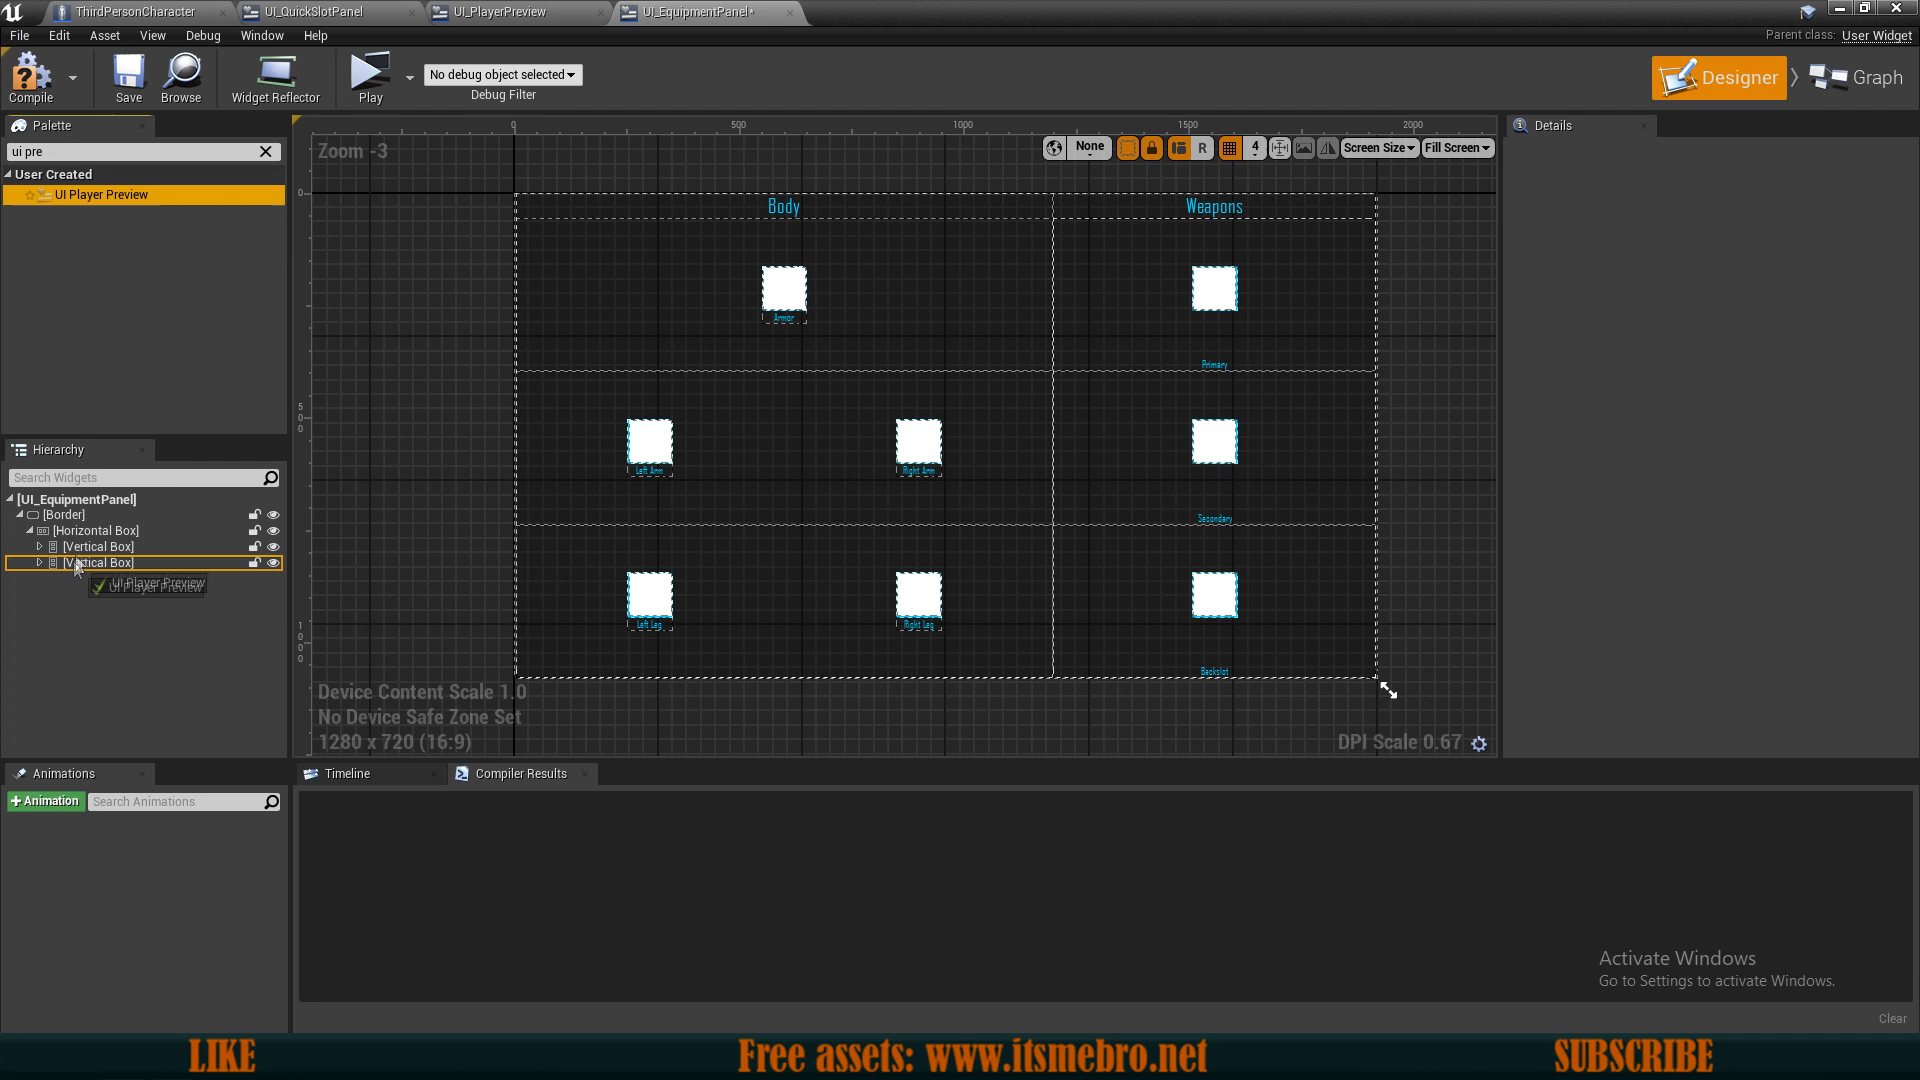 ThirdPersonCharacter
UI_QuickSlotPanel
UI_PlayerPreview
UI_EquipmentPanel*
File Edit Asset View Debug Window Help
Parent class: User Widget
Compile
Save
Browse
Widget Reflector
Play
No debug object selected
Debug Filter
Designer
Graph
Palette
ui pre
User Created
UI Player Preview
Hierarchy
Search Widgets
[UI_EquipmentPanel]
[Border]
[Horizontal Box]
[Vertical Box]
[Vertical Box]
UI Player Preview
UI Player Preview
Zoom -3
0 500 1000 1500 2000
None
R
4
Screen Size
Fill Screen
0
500
1000
Body
Weapons
Armor
Primary
Left Arm
Right Arm
Secondary
Left Leg
Right Leg
Backslot
Device Content Scale 1.0
No Device Safe Zone Set
1280 x 720 (16:9)
DPI Scale 0.67
Details
Animations
+Animation
Search Animations
Timeline
Compiler Results
Activate Windows
Go to Settings to activate Windows.
Clear
LIKE
Free assets: www.itsmebro.net
SUBSCRIBE